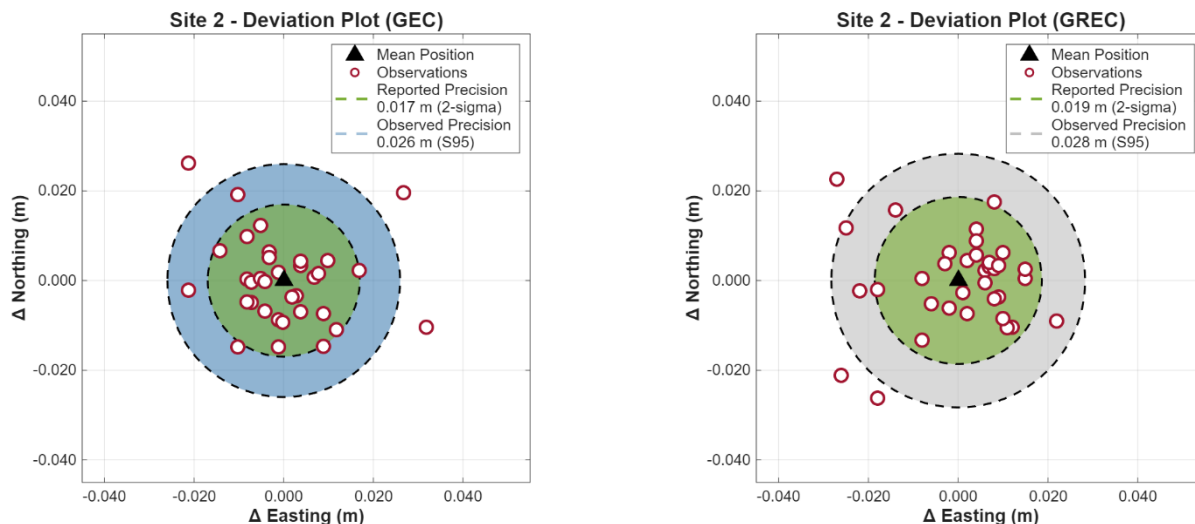 Site 2 - Deviation Plot (GEC)
Mean Position
Observations
Reported Precision
0.017 m (2-sigma)
Observed Precision
0.026 m (S95)
0.040
0.020
0.000
-0.020
-0.040
Δ Northing (m)
-0.040
-0.020
0.000
0.020
0.040
Δ Easting (m)
Site 2 - Deviation Plot (GREC)
Mean Position
Observations
Reported Precision
0.019 m (2-sigma)
Observed Precision
0.028 m (S95)
0.040
0.020
0.000
-0.020
-0.040
Δ Northing (m)
-0.040
-0.020
0.000
0.020
0.040
Δ Easting (m)